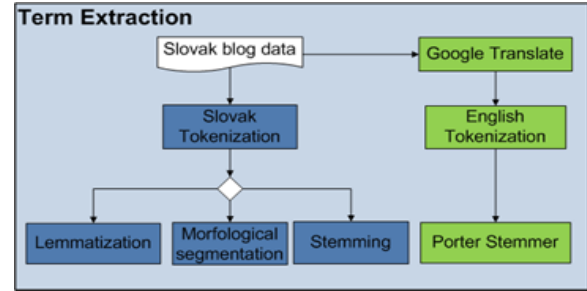 Term Extraction
Slovak blog data
Google Translate
Slovak
Tokenization
English
Tokenization
Lemmatization
Morfological
segmentation
Stemming
Porter Stemmer